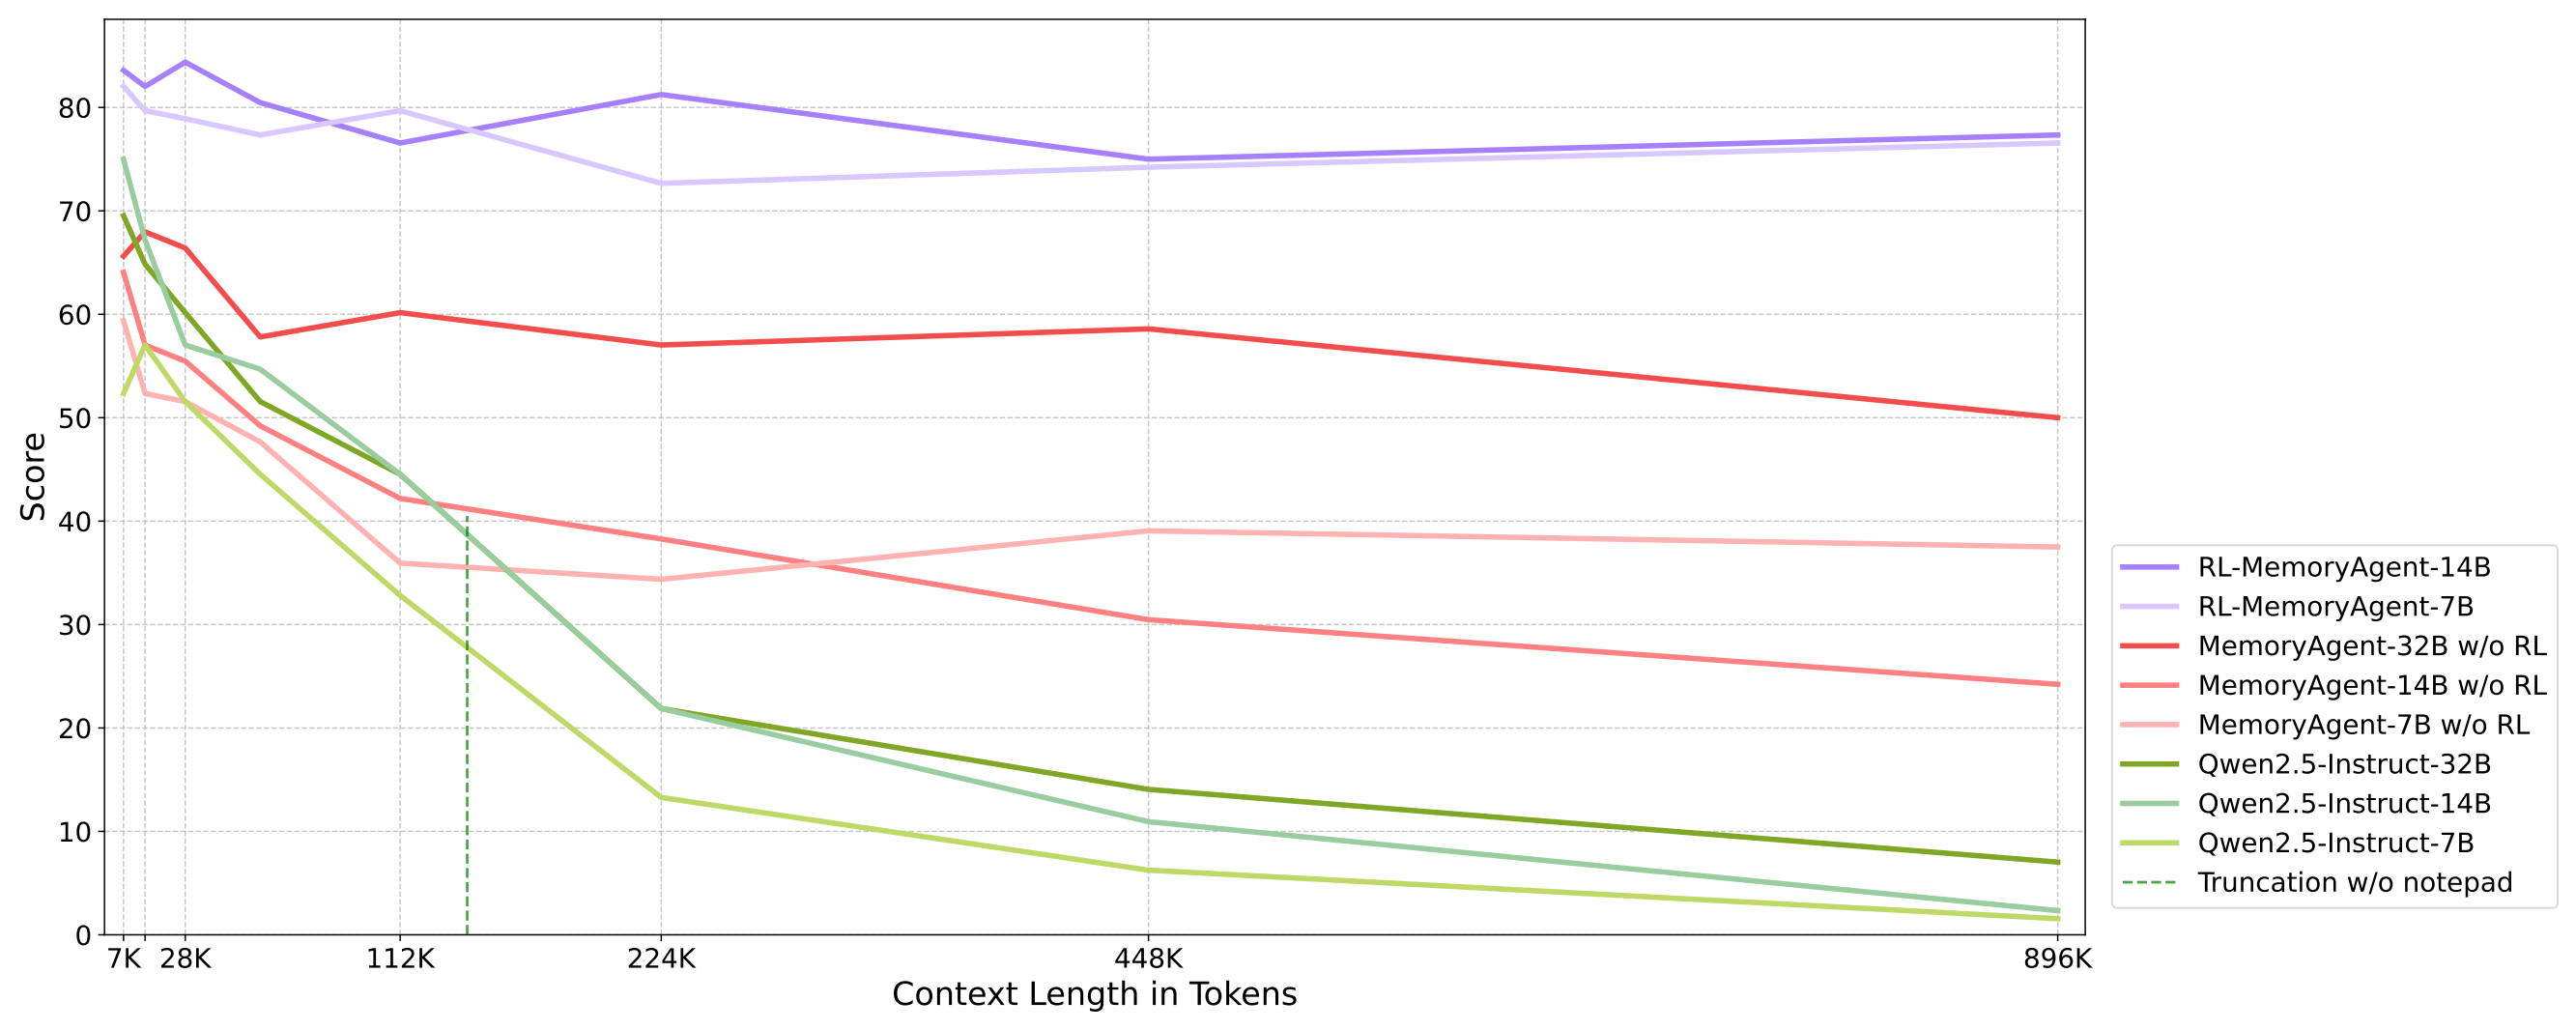 80
70
60
50
40
30
20
10
0
Score
7K 28K 112K 224K 448K 896K
Context Length in Tokens
RL-MemoryAgent-14B
RL-MemoryAgent-7B
MemoryAgent-32B w/o RL
MemoryAgent-14B w/o RL
MemoryAgent-7B w/o RL
Qwen2.5-Instruct-32B
Qwen2.5-Instruct-14B
Qwen2.5-Instruct-7B
Truncation w/o notepad